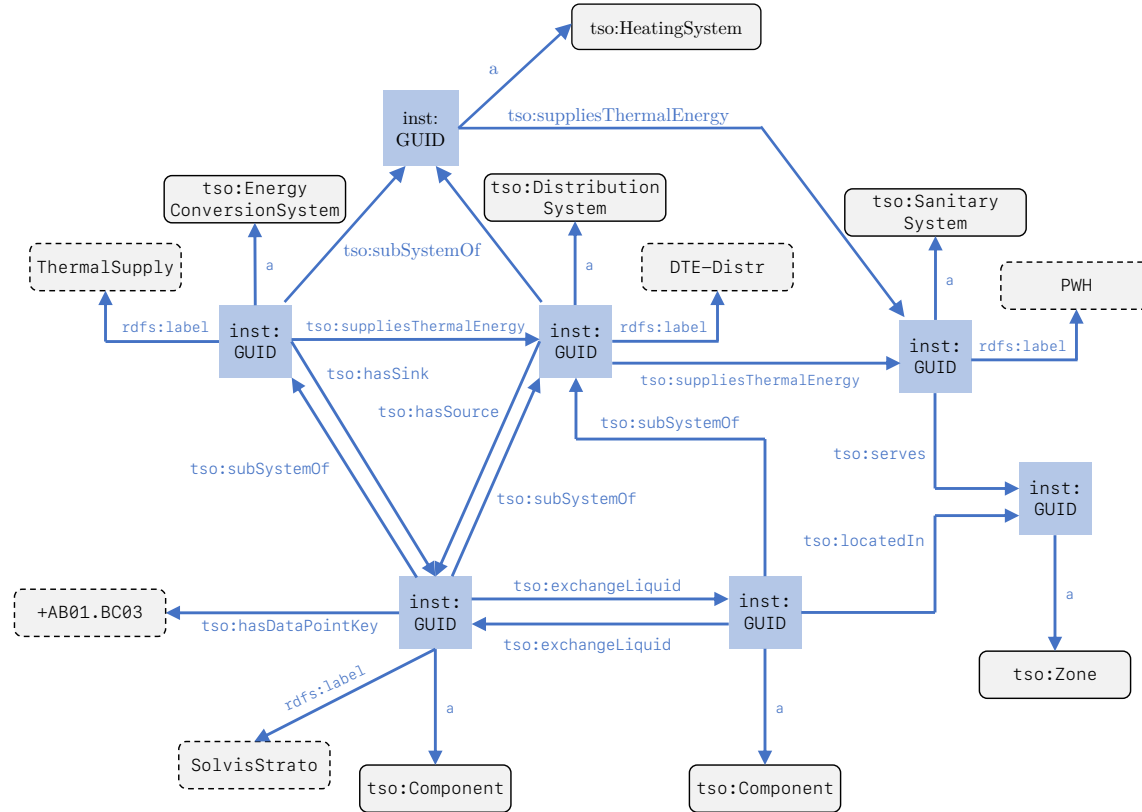 tso:HeatingSystem
a
inst:
GUID
tso:suppliesThermalEnergy
tso:Energy
ConversionSystem
tso:Distribution
System
tso:Sanitary
System
tso:subSystemOf
ThermalSupply
a
a
DTE-Distr
a
PWH
rdfs:label
inst:
GUID
tso:suppliesThermalEnergy
inst:
GUID
rdfs:label
inst:
GUID
rdfs:label
tso:hasSink
tso:suppliesThermalEnergy
tso:hasSource
tso:subSystemOf
tso:serves
tso:subSystemOf
tso:subSystemOf
inst:
GUID
tso:locatedIn
tso:exchangeLiquid
+AB01.BC03
tso:hasDataPointKey
inst:
GUID
inst:
GUID
a
tso:exchangeLiquid
rdfs:label
a
a
tso:Zone
SolvisStrato
tso:Component
tso:Component